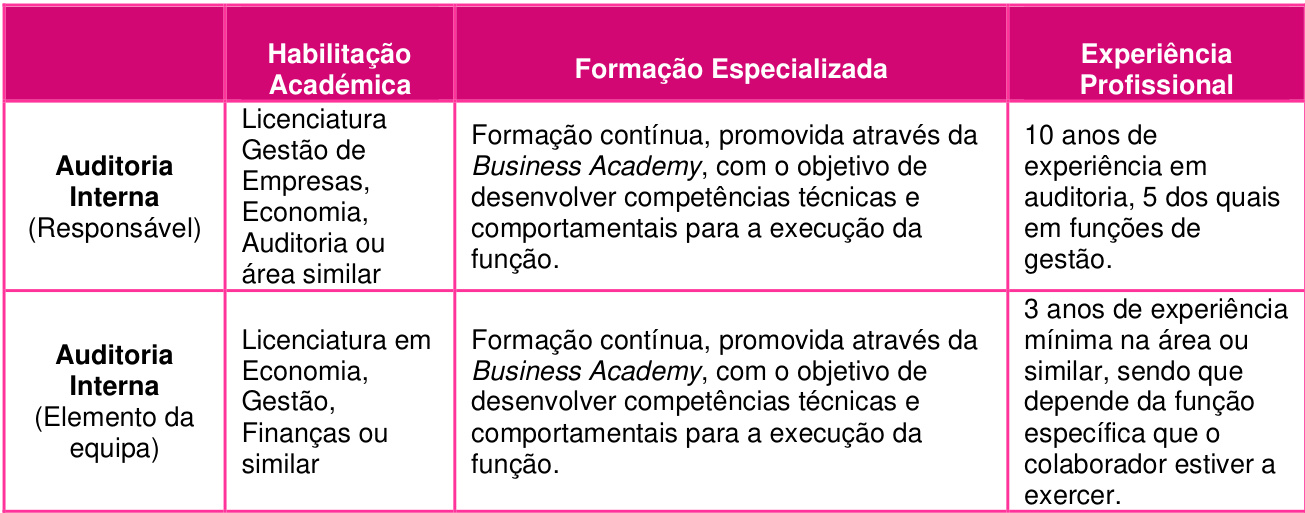 Habilitação
Académica
Formação Especializada
Experiência
Profissional
Auditoria
Interna
(Responsável)
Licenciatura
Gestão de
Empresas,
Economia,
Auditoria ou
área similar
Formação contínua, promovida através da
Business Academy, com o objetivo de
desenvolver competências técnicas e
comportamentais para a execução da
função.
10 anos de
experiência em
auditoria, 5 dos quais
em funções de
gestão.
Auditoria
Interna
(Elemento da
equipa)
Licenciatura em
Economia,
Gestão,
Finanças ou
similar
Formação contínua, promovida através da
Business Academy, com o objetivo de
desenvolver competências técnicas e
comportamentais para a execução da
função.
3 anos de experiência
mínima na área ou
similar, sendo que
depende da função
específica que o
colaborador estiver a
exercer.